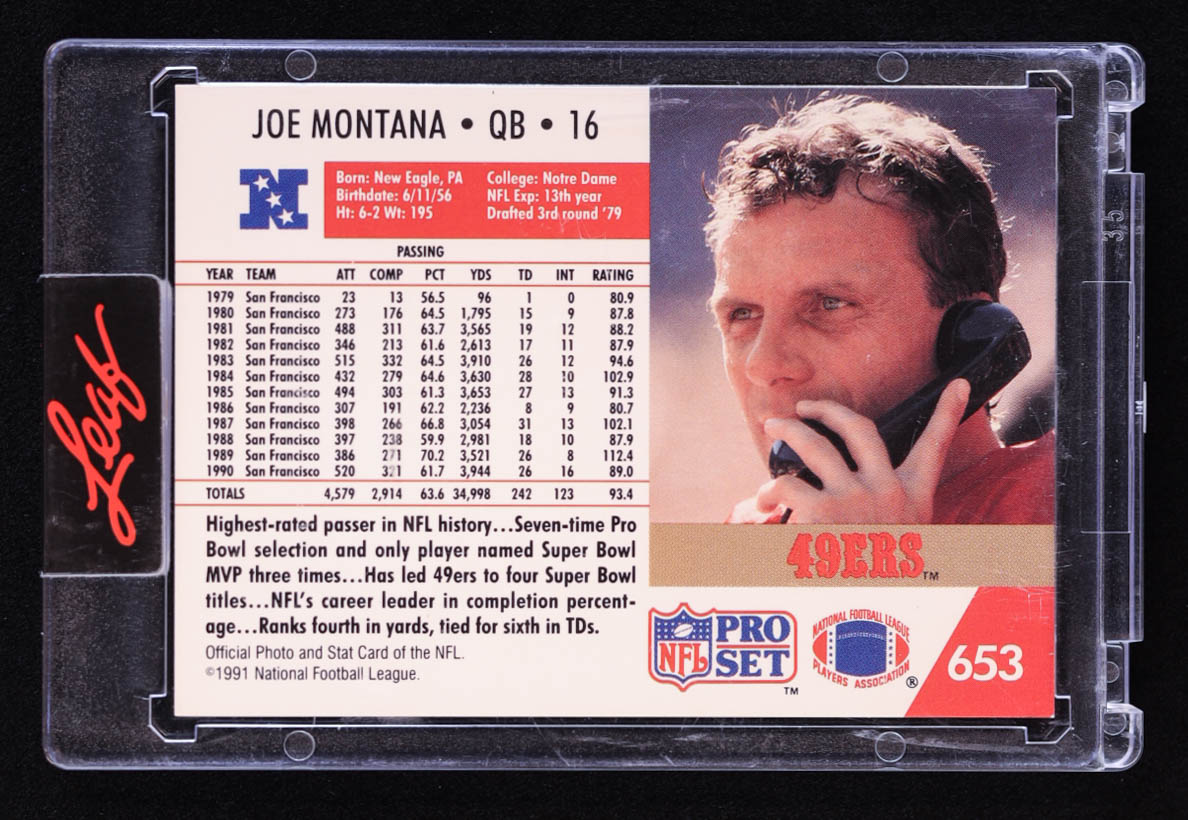 JOE MONTANA • QB • 16
N
Born: New Eagle, PA College: Notre Dame
Birthdate: 6/11/56 NFL Exp: 13th year
Ht: 6-2 Wt: 195 Drafted 3rd round '79
PASSING
YEAR TEAM ATT COMP PCT YDS TD INT RATING
1979 San Francisco 23 13 56.5 96 1 0 80.9
1980 San Francisco 273 176 64.5 1,795 15 9 87.8
1981 San Francisco 488 311 63.7 3,565 19 12 88.2
1982 San Francisco 346 213 61.6 2,613 17 11 87.9
1983 San Francisco 515 332 64.5 3,910 26 12 94.6
1984 San Francisco 432 279 64.6 3,630 28 10 102.9
1985 San Francisco 494 303 61.3 3,653 27 13 91.3
1986 San Francisco 307 191 62.2 2,236 8 9 80.7
1987 San Francisco 398 266 66.8 3,054 31 13 102.1
1988 San Francisco 397 238 59.9 2,981 18 10 87.9
1989 San Francisco 386 271 70.2 3,521 26 8 112.4
1990 San Francisco 520 321 61.7 3,944 26 16 89.0
TOTALS 4,579 2,914 63.6 34,998 242 123 93.4
Highest-rated passer in NFL history...Seven-time Pro
Bowl selection and only player named Super Bowl
MVP three times...Has led 49ers to four Super Bowl
titles...NFL's career leader in completion percent-
age...Ranks fourth in yards, tied for sixth in TDs.
Official Photo and Stat Card of the NFL.
©1991 National Football League.
49ERS™
NFL PRO SET™
NATIONAL FOOTBALL LEAGUE
PLAYERS ASSOCIATION®
653
Leaf
35